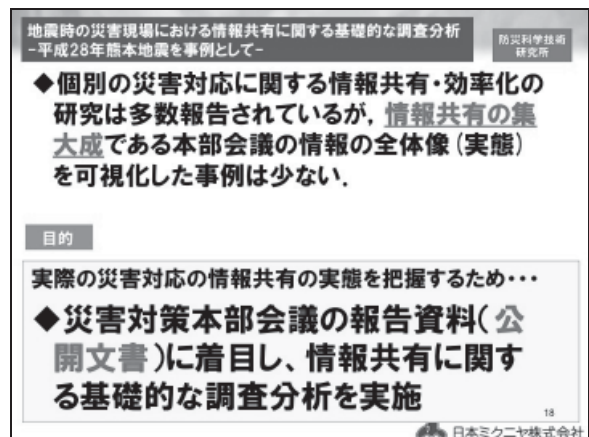 地震時の災害現場における情報共有に関する基礎的な調査分析
-平成28年熊本地震を事例として-
防災科学技術
研究所
◆個別の災害対応に関する情報共有・効率化の
研究は多数報告されているが，情報共有の集
大成である本部会議の情報の全体像（実態）
を可視化した事例は少ない．
目的
実際の災害対応の情報共有の実態を把握するため・・・
◆災害対策本部会議の報告資料（公
開文書）に着目し、情報共有に関す
る基礎的な調査分析を実施
18
日本ミクニヤ株式会社